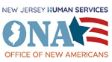 NEW JERSEY HUMAN SERVICES
ONA
OFFICE OF NEW AMERICANS